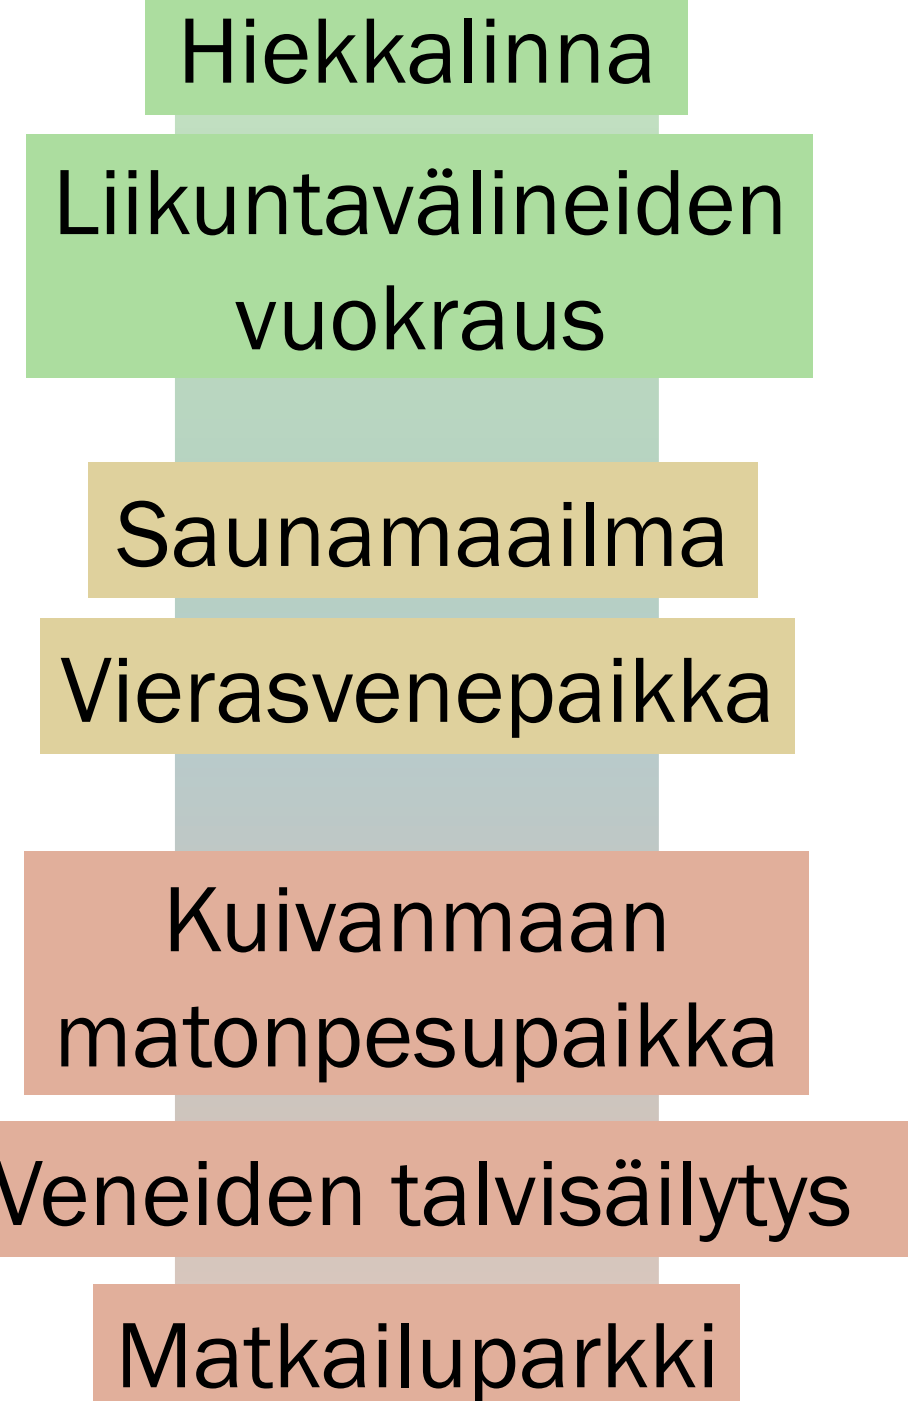 Hiekkalinna
Liikuntavälineiden
vuokraus
Saunamaailma
Vierasvenepaikka
Kuivanmaan
matonpesupaikka
Veneiden talvisäilytys
Matkailuparkki